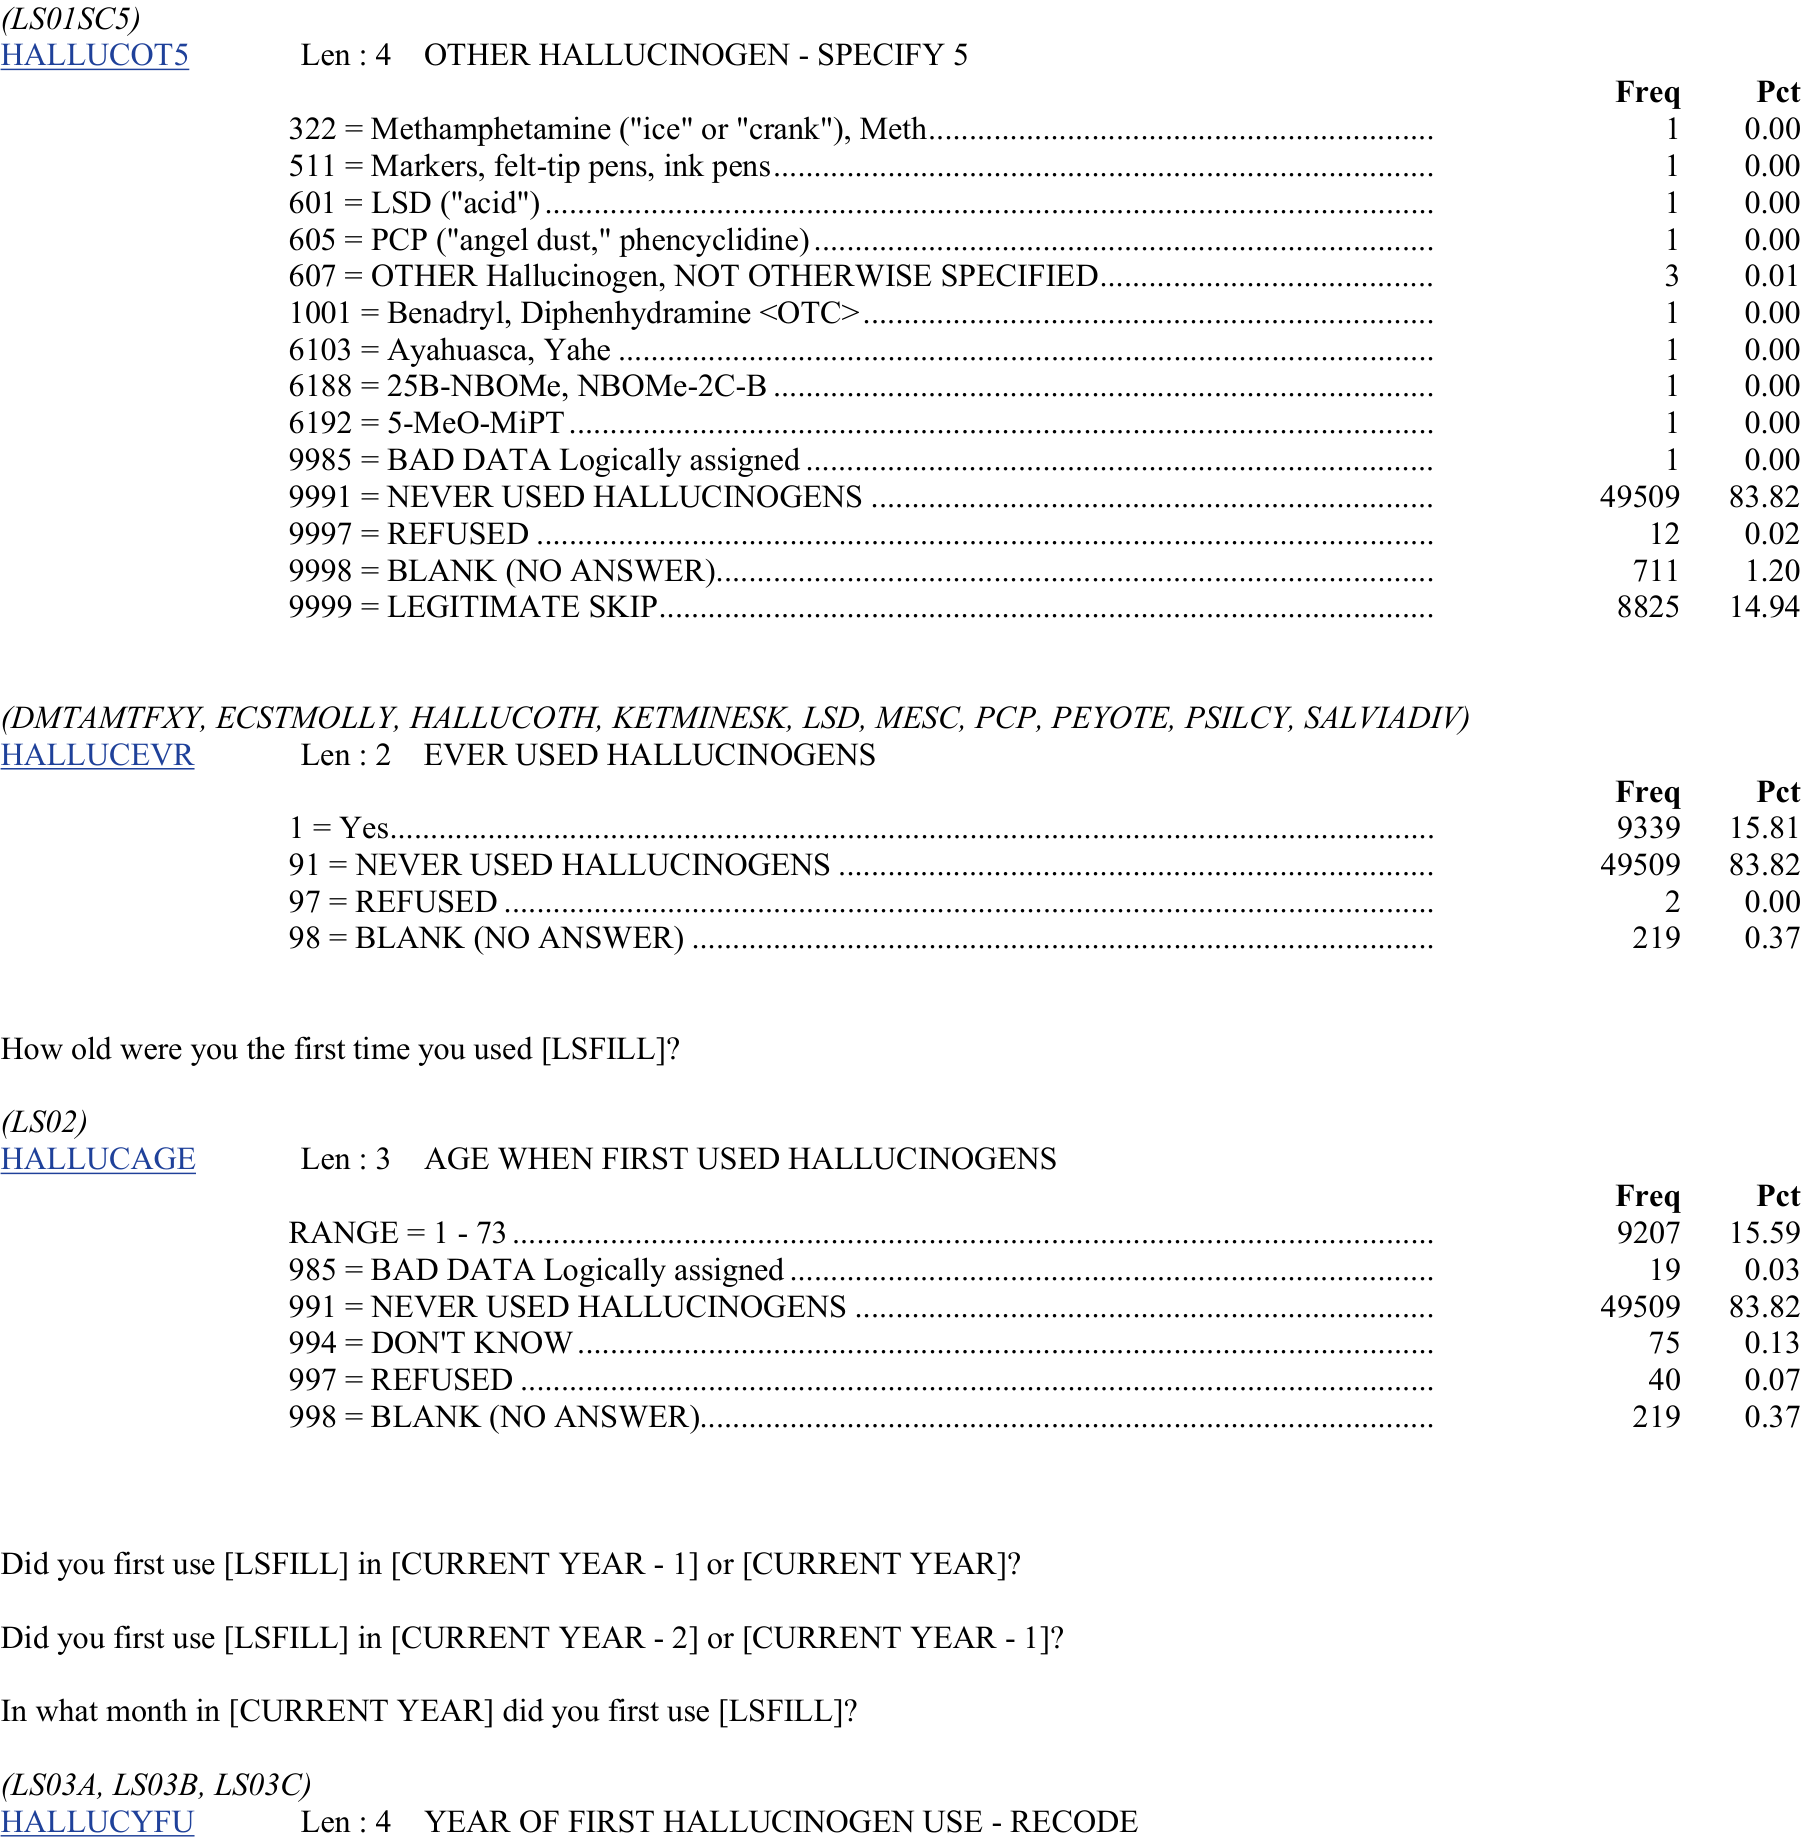 (LS01SC5)
HALLUCOT5 Len : 4 OTHER HALLUCINOGEN - SPECIFY 5
Freq Pct
322 = Methamphetamine ("ice" or "crank"), Meth 1 0.00
511 = Markers, felt-tip pens, ink pens 1 0.00
601 = LSD ("acid") 1 0.00
605 = PCP ("angel dust," phencyclidine) 1 0.00
607 = OTHER Hallucinogen, NOT OTHERWISE SPECIFIED 3 0.01
1001 = Benadryl, Diphenhydramine <OTC> 1 0.00
6103 = Ayahuasca, Yahe 1 0.00
6188 = 25B-NBOMe, NBOMe-2C-B 1 0.00
6192 = 5-MeO-MiPT 1 0.00
9985 = BAD DATA Logically assigned 1 0.00
9991 = NEVER USED HALLUCINOGENS 49509 83.82
9997 = REFUSED 12 0.02
9998 = BLANK (NO ANSWER) 711 1.20
9999 = LEGITIMATE SKIP 8825 14.94
(DMTAMTFXY, ECSTMOLLY, HALLUCOTH, KETMINESK, LSD, MESC, PCP, PEYOTE, PSILCY, SALVIADIV)
HALLUCEVR Len : 2 EVER USED HALLUCINOGENS
Freq Pct
1 = Yes 9339 15.81
91 = NEVER USED HALLUCINOGENS 49509 83.82
97 = REFUSED 2 0.00
98 = BLANK (NO ANSWER) 219 0.37
How old were you the first time you used [LSFILL]?
(LS02)
HALLUCAGE Len : 3 AGE WHEN FIRST USED HALLUCINOGENS
Freq Pct
RANGE = 1 - 73 9207 15.59
985 = BAD DATA Logically assigned 19 0.03
991 = NEVER USED HALLUCINOGENS 49509 83.82
994 = DON'T KNOW 75 0.13
997 = REFUSED 40 0.07
998 = BLANK (NO ANSWER) 219 0.37
Did you first use [LSFILL] in [CURRENT YEAR - 1] or [CURRENT YEAR]?
Did you first use [LSFILL] in [CURRENT YEAR - 2] or [CURRENT YEAR - 1]?
In what month in [CURRENT YEAR] did you first use [LSFILL]?
(LS03A, LS03B, LS03C)
HALLUCYFU Len : 4 YEAR OF FIRST HALLUCINOGEN USE - RECODE